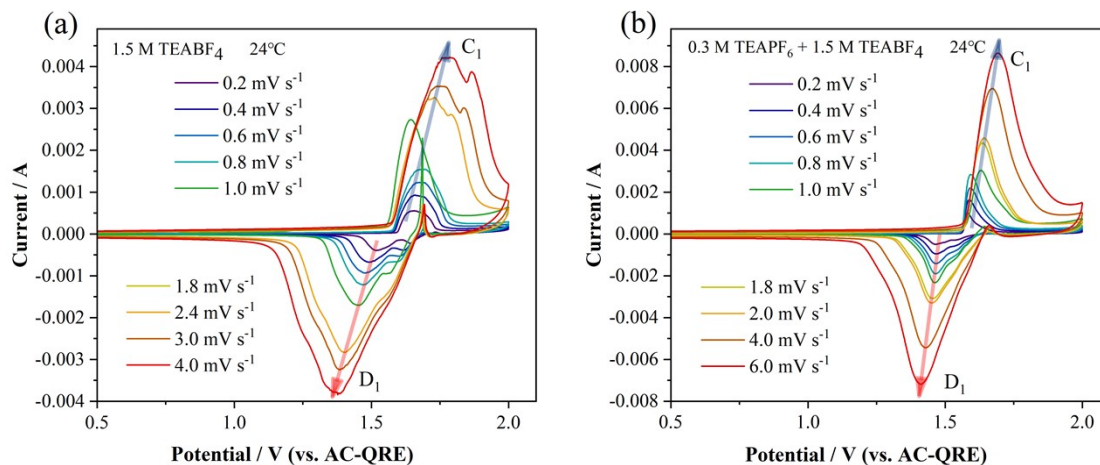 (a)
1.5 M TEABF4 24°C
C1
0.2 mV s-1
0.4 mV s-1
0.6 mV s-1
0.8 mV s-1
1.0 mV s-1
1.8 mV s-1
2.4 mV s-1
3.0 mV s-1
4.0 mV s-1
D1
0.004
0.003
0.002
0.001
0.000
-0.001
-0.002
-0.003
-0.004
0.5 1.0 1.5 2.0
Current / A
Potential / V (vs. AC-QRE)
(b)
0.3 M TEAPF6 + 1.5 M TEABF4 24°C
C1
0.2 mV s-1
0.4 mV s-1
0.6 mV s-1
0.8 mV s-1
1.0 mV s-1
1.8 mV s-1
2.0 mV s-1
4.0 mV s-1
6.0 mV s-1
D1
0.008
0.006
0.004
0.002
0.000
-0.002
-0.004
-0.006
-0.008
0.5 1.0 1.5 2.0
Current / A
Potential / V (vs. AC-QRE)